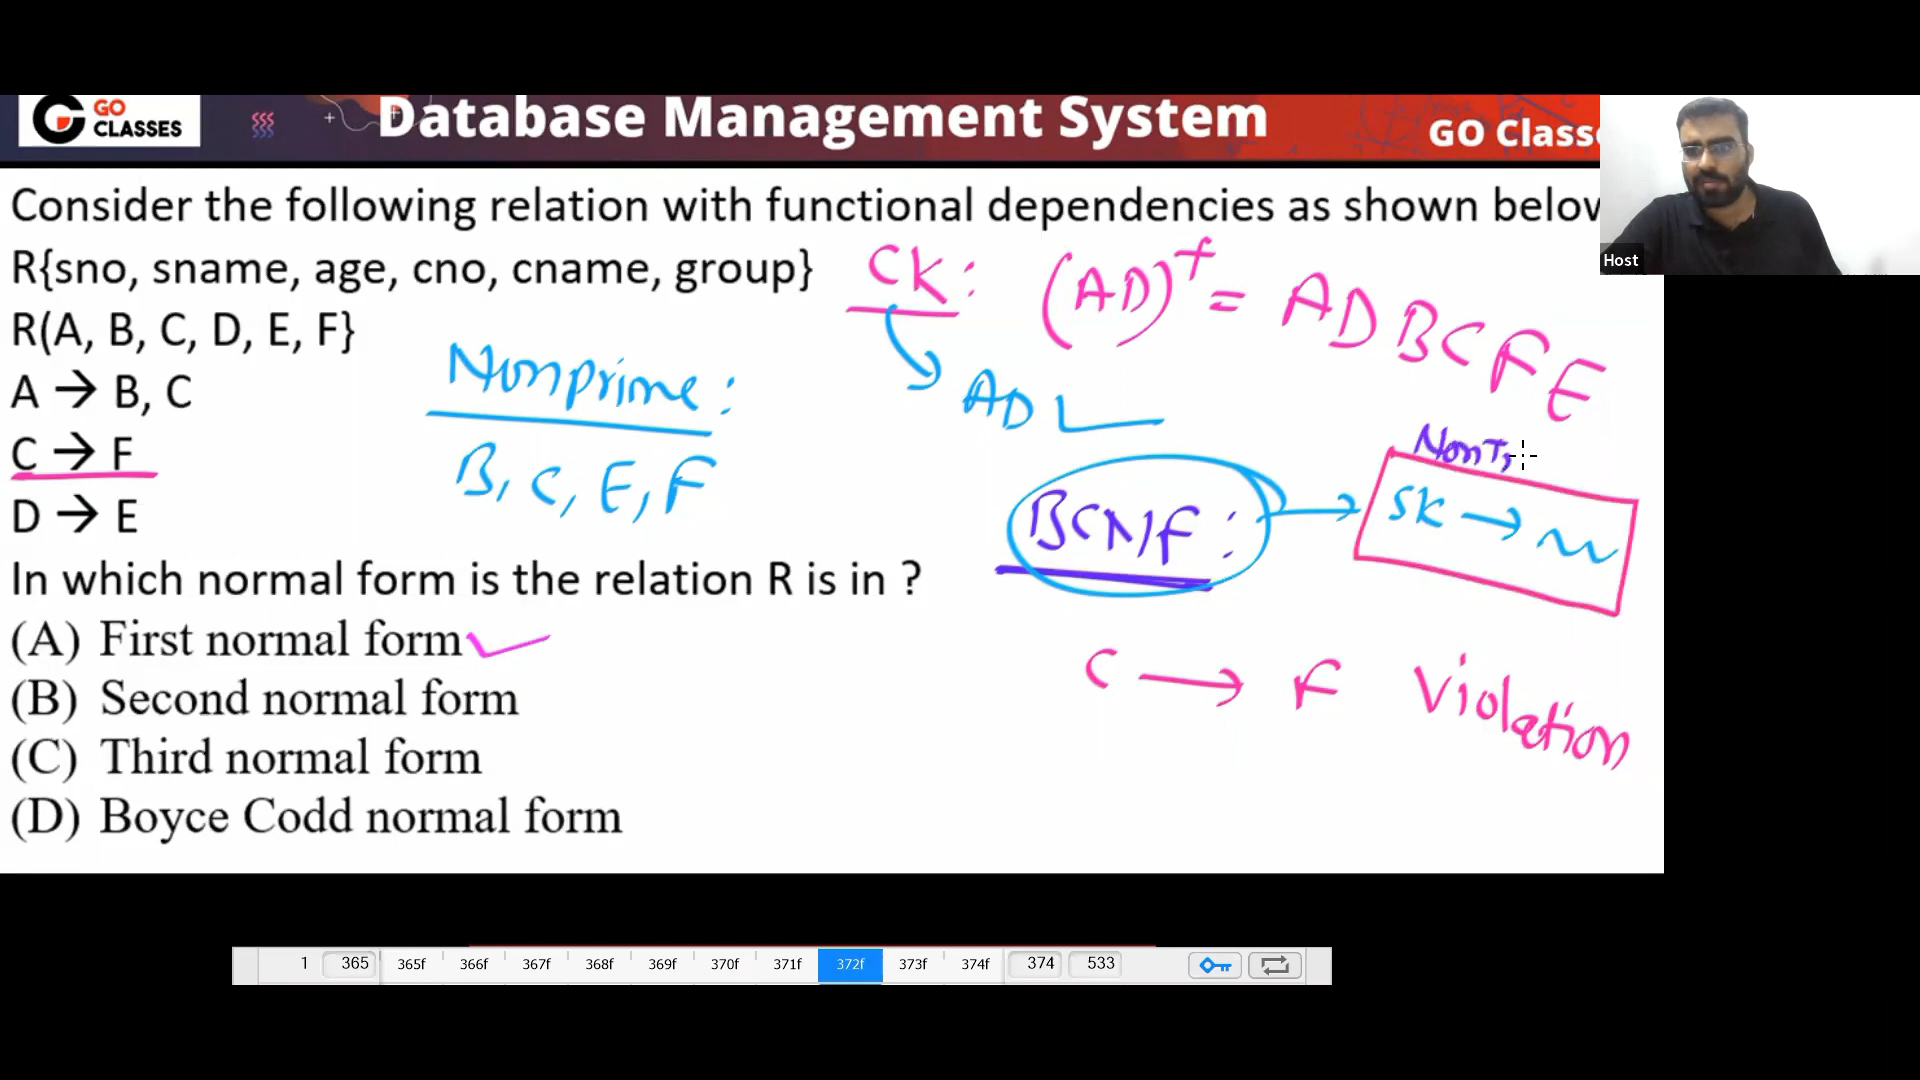 GO
CLASSES
Database Management System
GO Classe
Host
Consider the following relation with functional dependencies as shown below
R{sno, sname, age, cno, cname, group}
CK: (AD)⁺ = ADBCFE
R(A, B, C, D, E, F}
Nonprime:
A → B, C
AD
C → F
B, C, E, F
NonT,
BCNF: → SK →
D → E
In which normal form is the relation R is in ?
(A) First normal form
C → F Violation
(B) Second normal form
(C) Third normal form
(D) Boyce Codd normal form
1 365 365f 366f 367f 368f 369f 370f 371f 372f 373f 374f 374 533